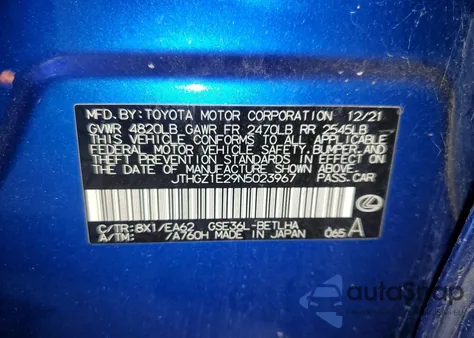 MFD.BY: TOYOTA MOTOR CORPORATION 12/21
GVWR 4820LB GAWR FR 2470LB RR 2545LB
THIS VEHICLE CONFORMS TO ALL APPLICABLE
FEDERAL MOTOR VEHICLE SAFETY, BUMPER, AND
THEFT PREVENTION STANDARDS IN EFFECT ON
THE DATE OF MANUFACTURE SHOWN ABOVE.
JTHGZ1E29N5023967 PASS.CAR
C/TR: 8X1/EA62 GSE36L-BETLHA
A/TM: /A760H MADE IN JAPAN 065 A
autoSnap